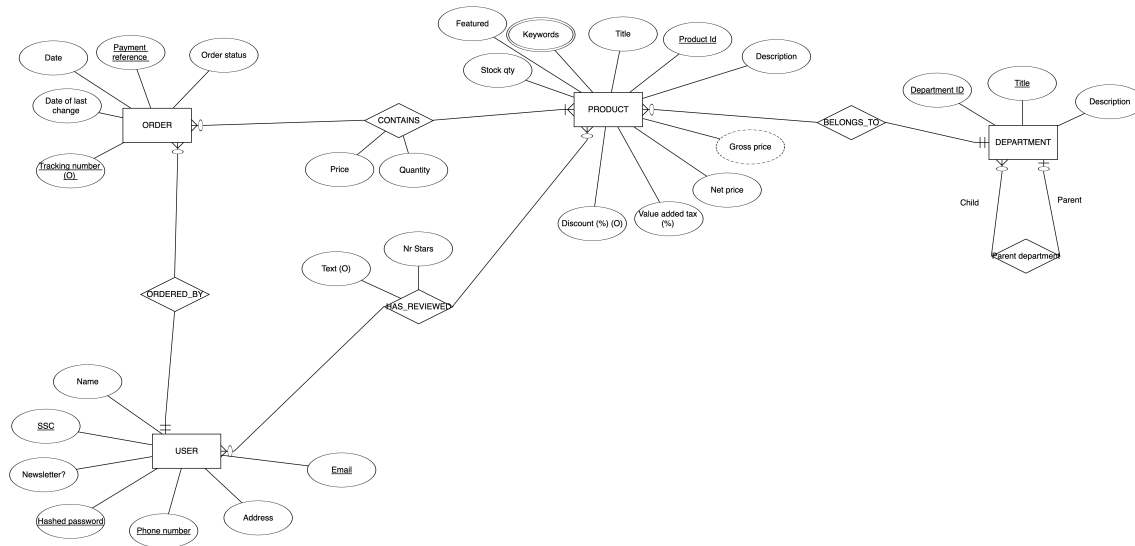 Featured
Keywords
Title
Product Id
Description
Stock qty
Date
Payment
reference
Order status
Date of last
change
ORDER
Tracking number
(O)
CONTAINS
Price
Quantity
PRODUCT
Gross price
Net price
Value added tax
(%)
Discount (%) (O)
BELONGS_TO
Department ID
Title
Description
DEPARTMENT
Child
Parent
Parent department
Nr Stars
Text (O)
HAS_REVIEWED
ORDERED_BY
Name
SSC
USER
Newsletter?
Hashed password
Phone number
Address
Email